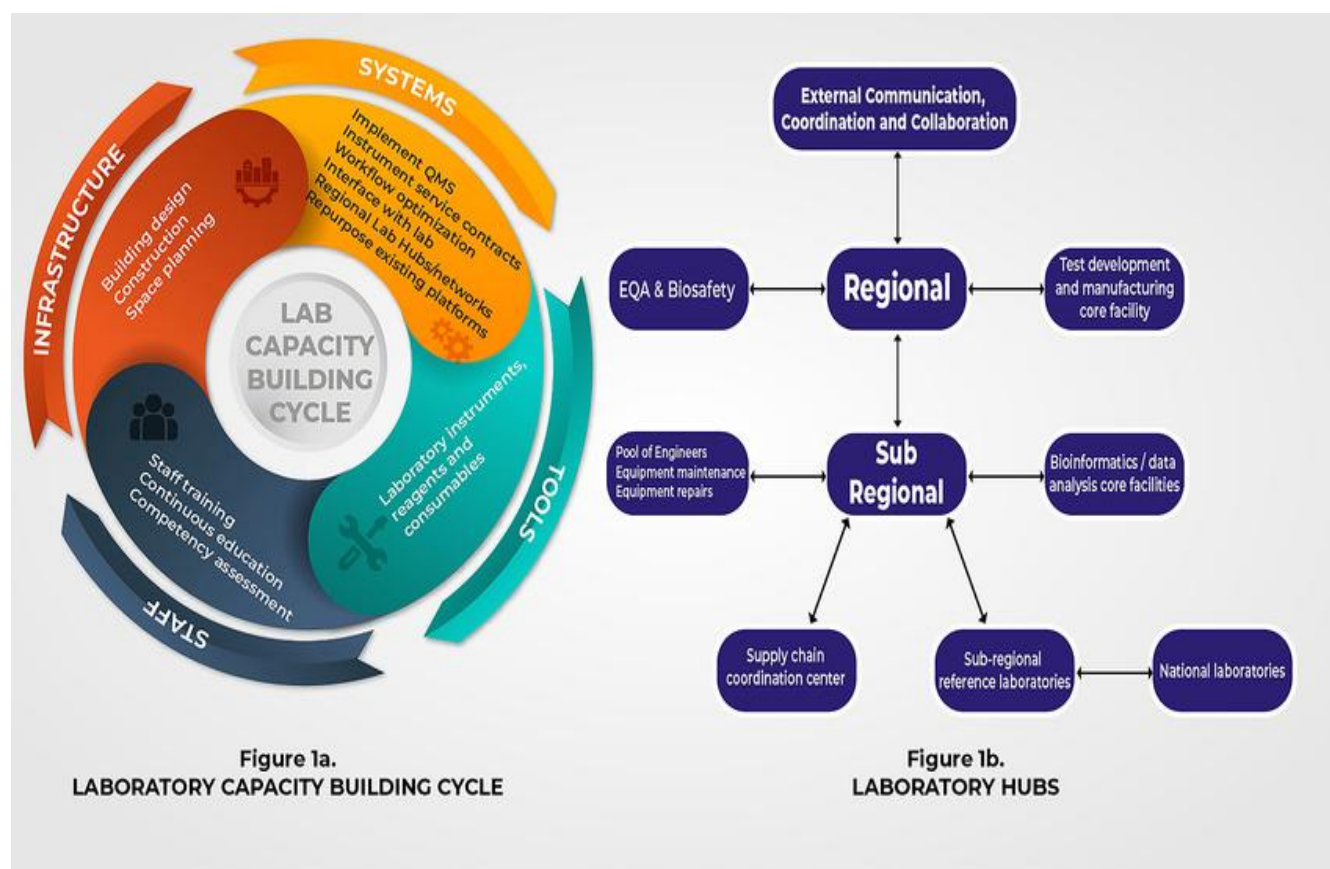 INFRASTRUCTURE
Building design
Construction
Space planning
SYSTEMS
Implement QMS
Instrument service contracts
Workflow optimization
Interface with lab
Regional Lab Hubs/networks
Repurpose existing platforms
TOOLS
Laboratory instruments,
reagents and
consumables
STAFF
Staff training
Continuous education
Competency assessment
LAB
CAPACITY
BUILDING
CYCLE
Figure 1a.
LABORATORY CAPACITY BUILDING CYCLE
External Communication,
Coordination and Collaboration
EQA & Biosafety
Regional
Test development
and manufacturing
core facility
Pool of Engineers
Equipment maintenance
Equipment repairs
Sub
Regional
Bioinformatics / data
analysis core facilities
Supply chain
coordination center
Sub-regional
reference laboratories
National laboratories
Figure 1b.
LABORATORY HUBS